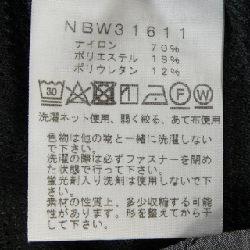 NBW31611
ナイロン 70%
ポリエステル 18%
ポリウレタン 12%
30
P W
洗濯ネット使用、弱く絞る、あて布使用
色物は他の物と一緒に洗濯しない
で下さい。
洗濯の際は必ずファスナーを閉め
た状態で行って下さい。
蛍光剤入り洗剤は使用しないで下
さい。
素材の性質上、多少収縮する可能
性があります。形を整えてから干
して下さい。